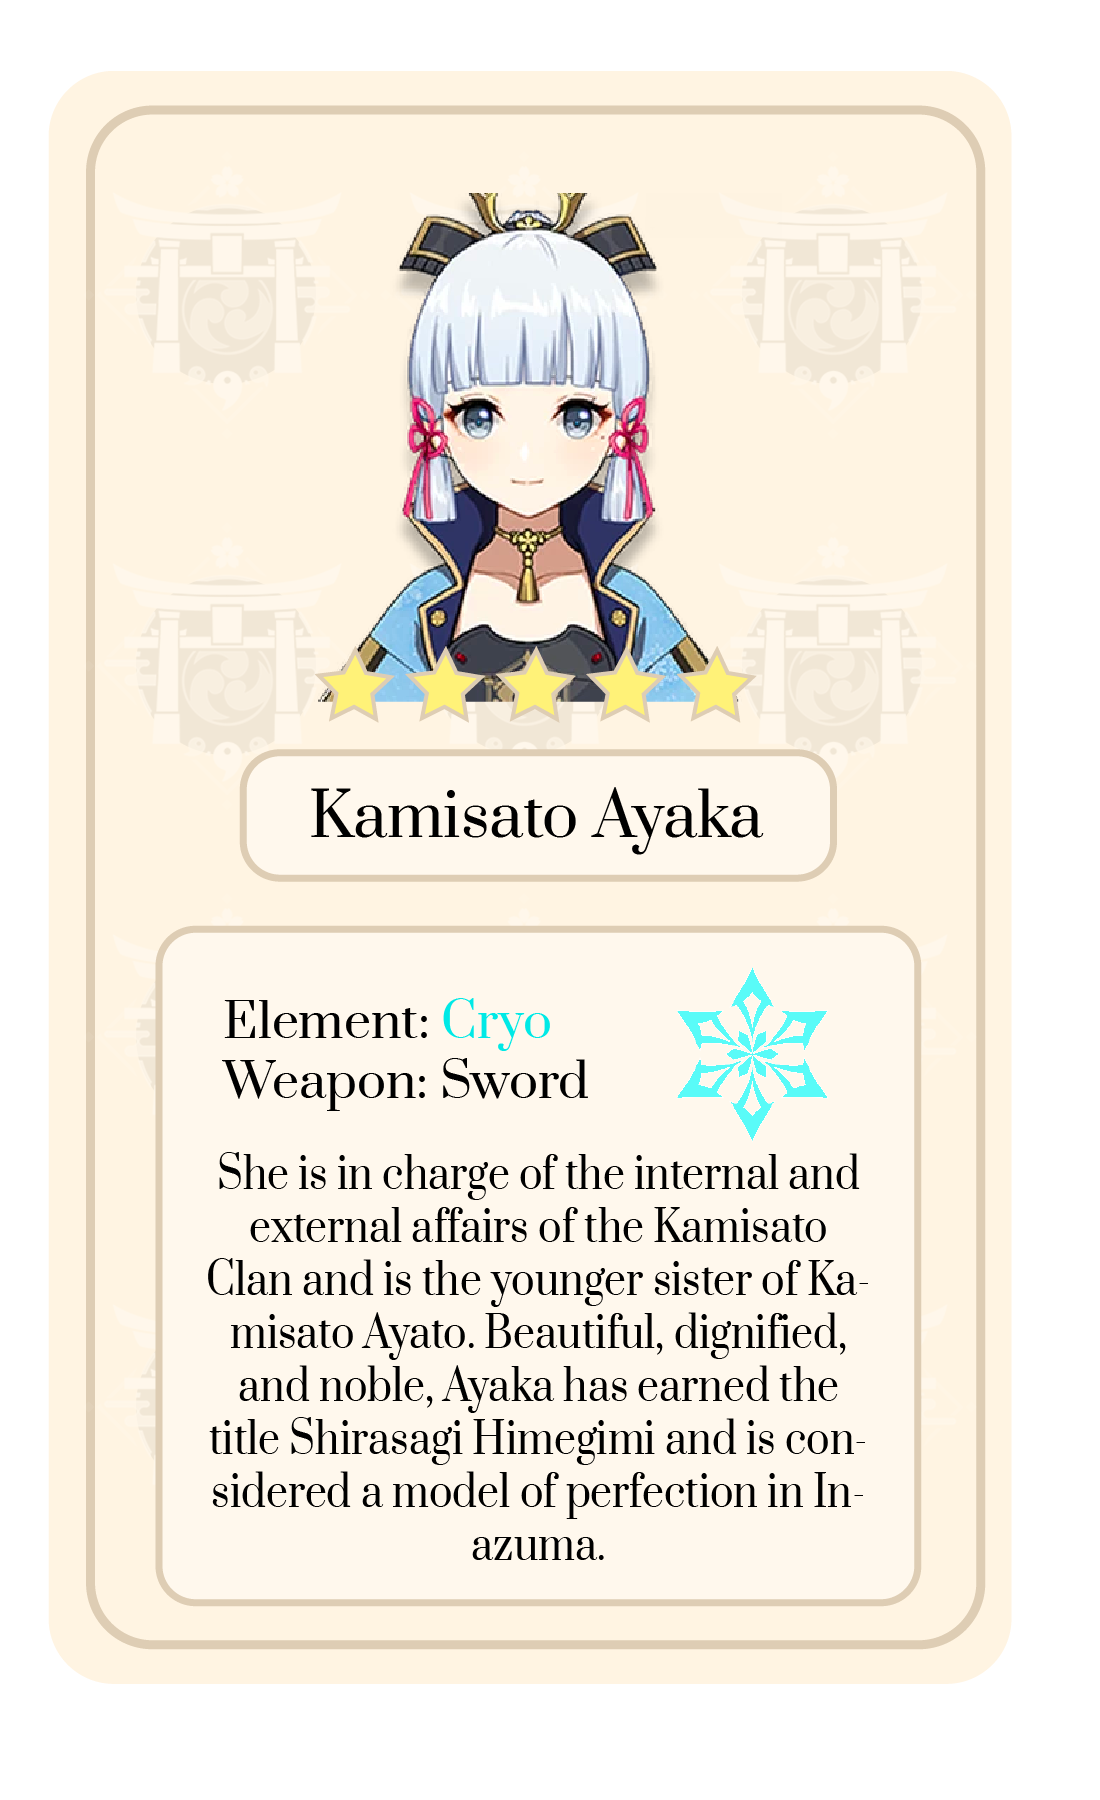 Kamisato Ayaka
Element: Cryo
Weapon: Sword
She is in charge of the internal and
external affairs of the Kamisato
Clan and is the younger sister of Ka-
misato Ayato. Beautiful, dignified,
and noble, Ayaka has earned the
title Shirasagi Himegimi and is con-
sidered a model of perfection in In-
azuma.